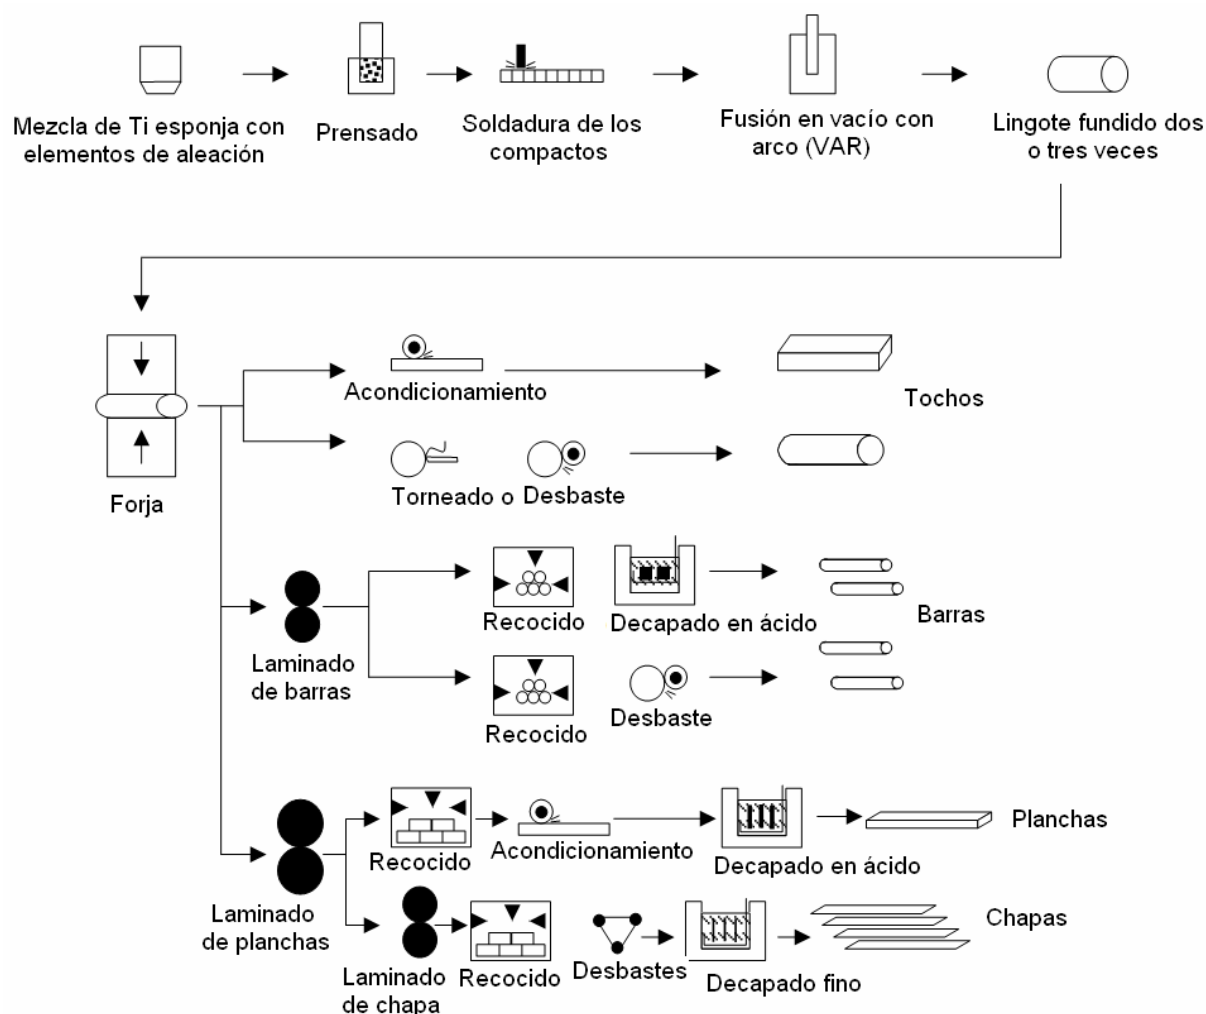 Mezcla de Ti esponja con
elementos de aleación
Prensado
Soldadura de los
compactos
Fusión en vacío con
arco (VAR)
Lingote fundido dos
o tres veces
Forja
Acondicionamiento
Tochos
Torneado o Desbaste
Laminado
de barras
Recocido
Decapado en ácido
Barras
Recocido
Desbaste
Laminado
de planchas
Recocido
Acondicionamiento
Decapado en ácido
Planchas
Laminado
de chapa
Recocido
Desbastes
Decapado fino
Chapas